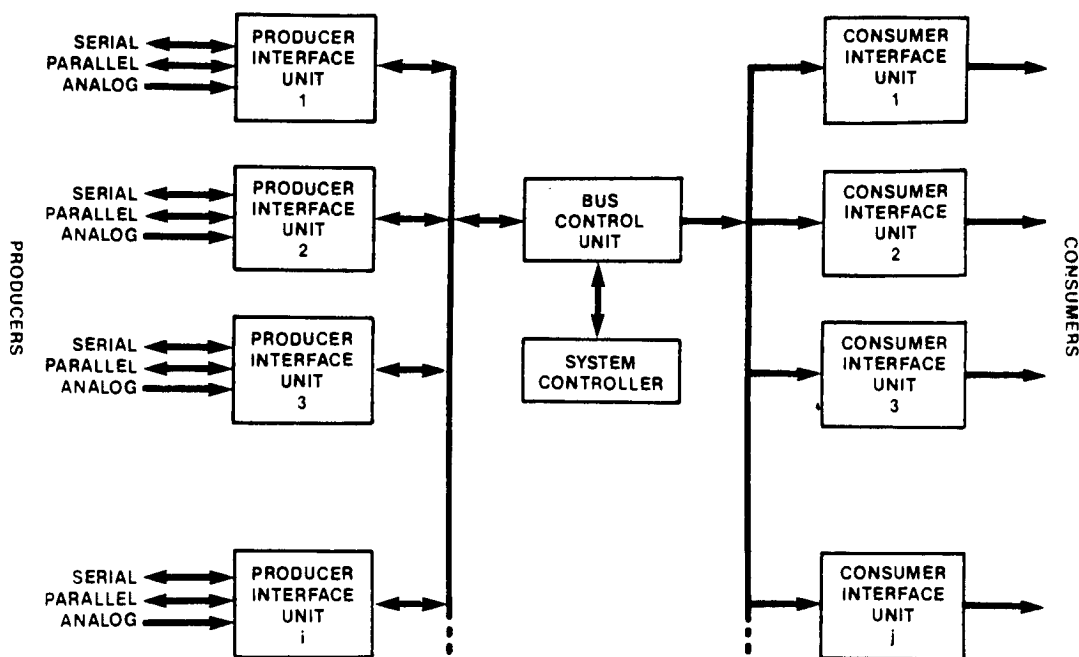 PRODUCERS
SERIAL
PARALLEL
ANALOG
PRODUCER
INTERFACE
UNIT
1
SERIAL
PARALLEL
ANALOG
PRODUCER
INTERFACE
UNIT
2
SERIAL
PARALLEL
ANALOG
PRODUCER
INTERFACE
UNIT
3
SERIAL
PARALLEL
ANALOG
PRODUCER
INTERFACE
UNIT
i
BUS
CONTROL
UNIT
SYSTEM
CONTROLLER
CONSUMER
INTERFACE
UNIT
1
CONSUMER
INTERFACE
UNIT
2
CONSUMER
INTERFACE
UNIT
3
CONSUMER
INTERFACE
UNIT
j
CONSUMERS